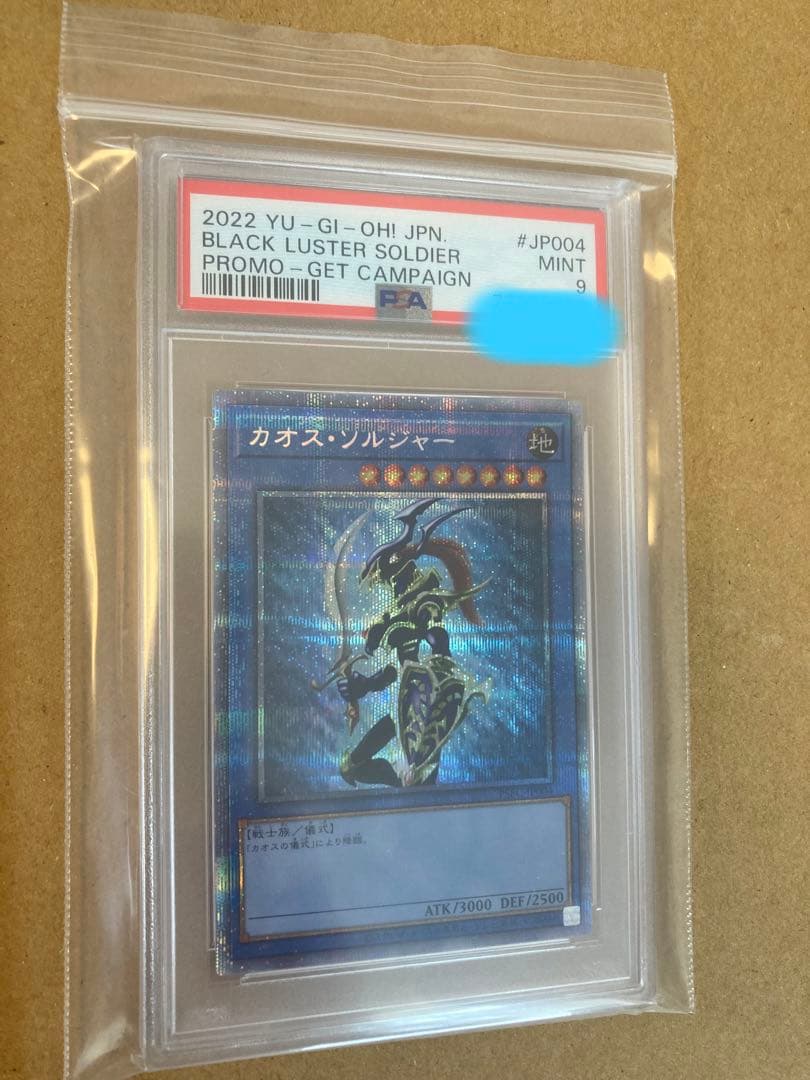 2022 YU-GI-OH! JPN. #JP004
BLACK LUSTER SOLDIER MINT
PROMO-GET CAMPAIGN 9
PSA
カオス・ソルジャー 地
【戦士族/儀式】
「カオスの儀式」により降臨。
ATK/3000 DEF/2500